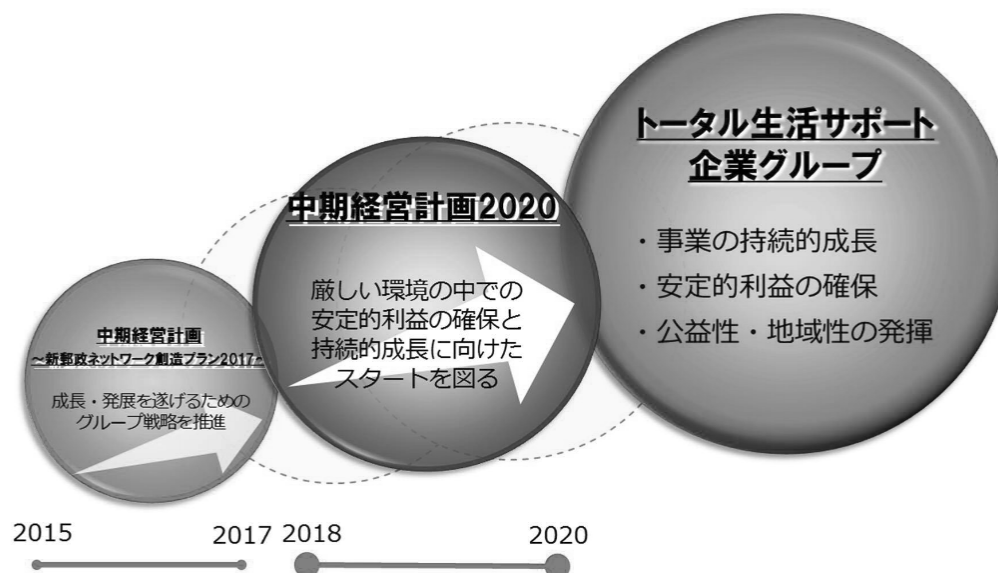 トータル生活サポート
企業グループ
・事業の持続的成長
・安定的利益の確保
・公益性・地域性の発揮
中期経営計画2020
厳しい環境の中での
安定的利益の確保と
持続的成長に向けた
スタートを図る
中期経営計画
~新郵政ネットワーク創造プラン2017~
成長・発展を遂げるための
グループ戦略を推進
2015
2017
2018
2020